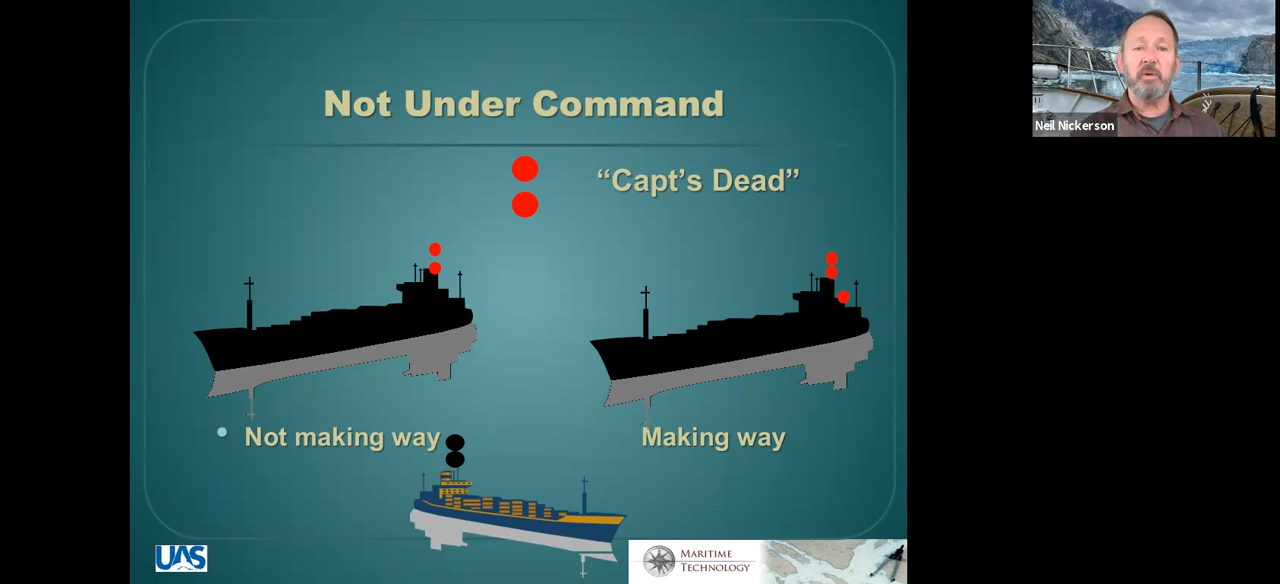 Not Under Command
“Capt’s Dead”
Neil Nickerson
Not making way
Making way
UAS
MARITIME
TECHNOLOGY